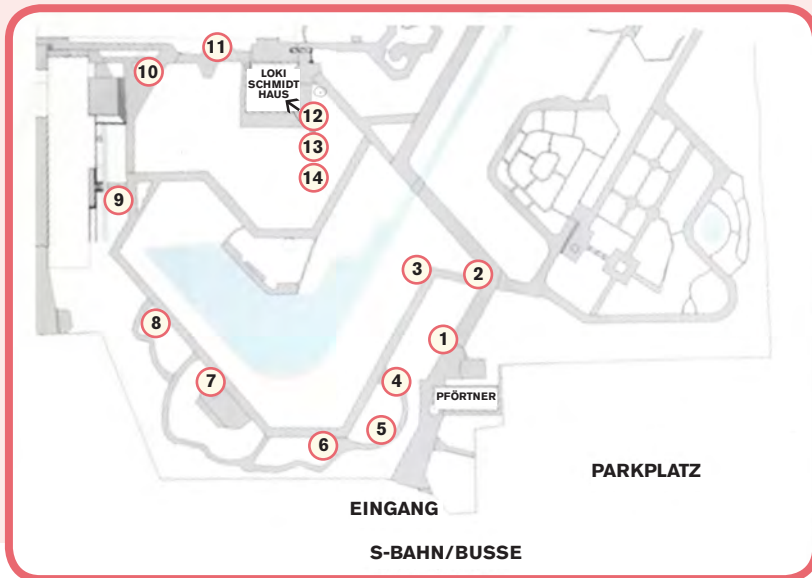 11
10
LOKI
SCHMIDT
HAUS
12
13
14
9
3
2
8
1
7
4
PFÖRTNER
5
6
PARKPLATZ
EINGANG
S-BAHN/BUSSE